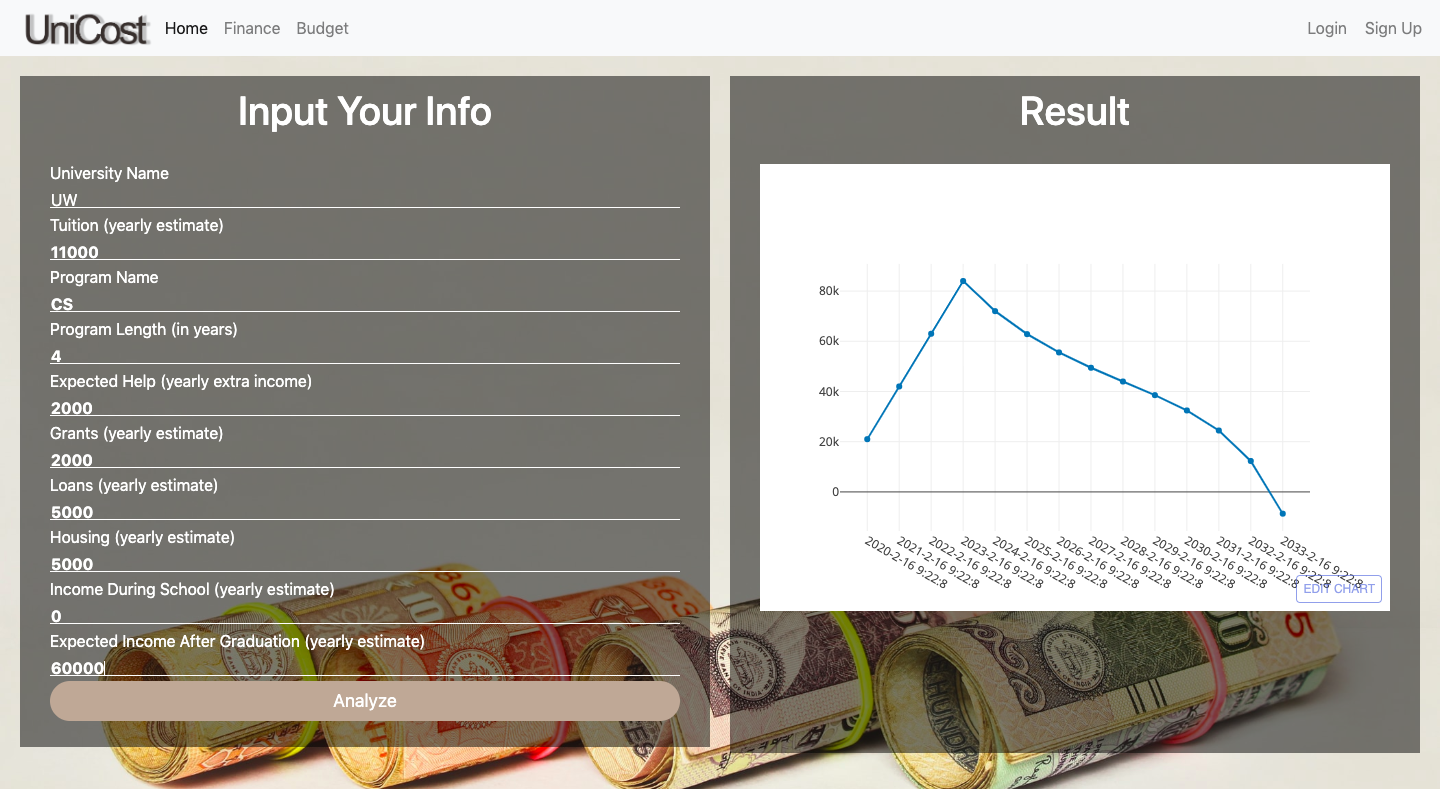 UniCost Home Finance Budget Login Sign Up
Input Your Info
University Name
UW
Tuition (yearly estimate)
11000
Program Name
CS
Program Length (in years)
4
Expected Help (yearly extra income)
2000
Grants (yearly estimate)
2000
Loans (yearly estimate)
5000
Housing (yearly estimate)
5000
Income During School (yearly estimate)
0
Expected Income After Graduation (yearly estimate)
60000
Analyze
Result
80k
60k
40k
20k
0
2020-2-16 9:22:8
2021-2-16 9:22:8
2022-2-16 9:22:8
2023-2-16 9:22:8
2024-2-16 9:22:8
2025-2-16 9:22:8
2026-2-16 9:22:8
2027-2-16 9:22:8
2028-2-16 9:22:8
2029-2-16 9:22:8
2030-2-16 9:22:8
2031-2-16 9:22:8
2032-2-16 9:22:8
2033-2-16 9:22:8
EDIT CHART